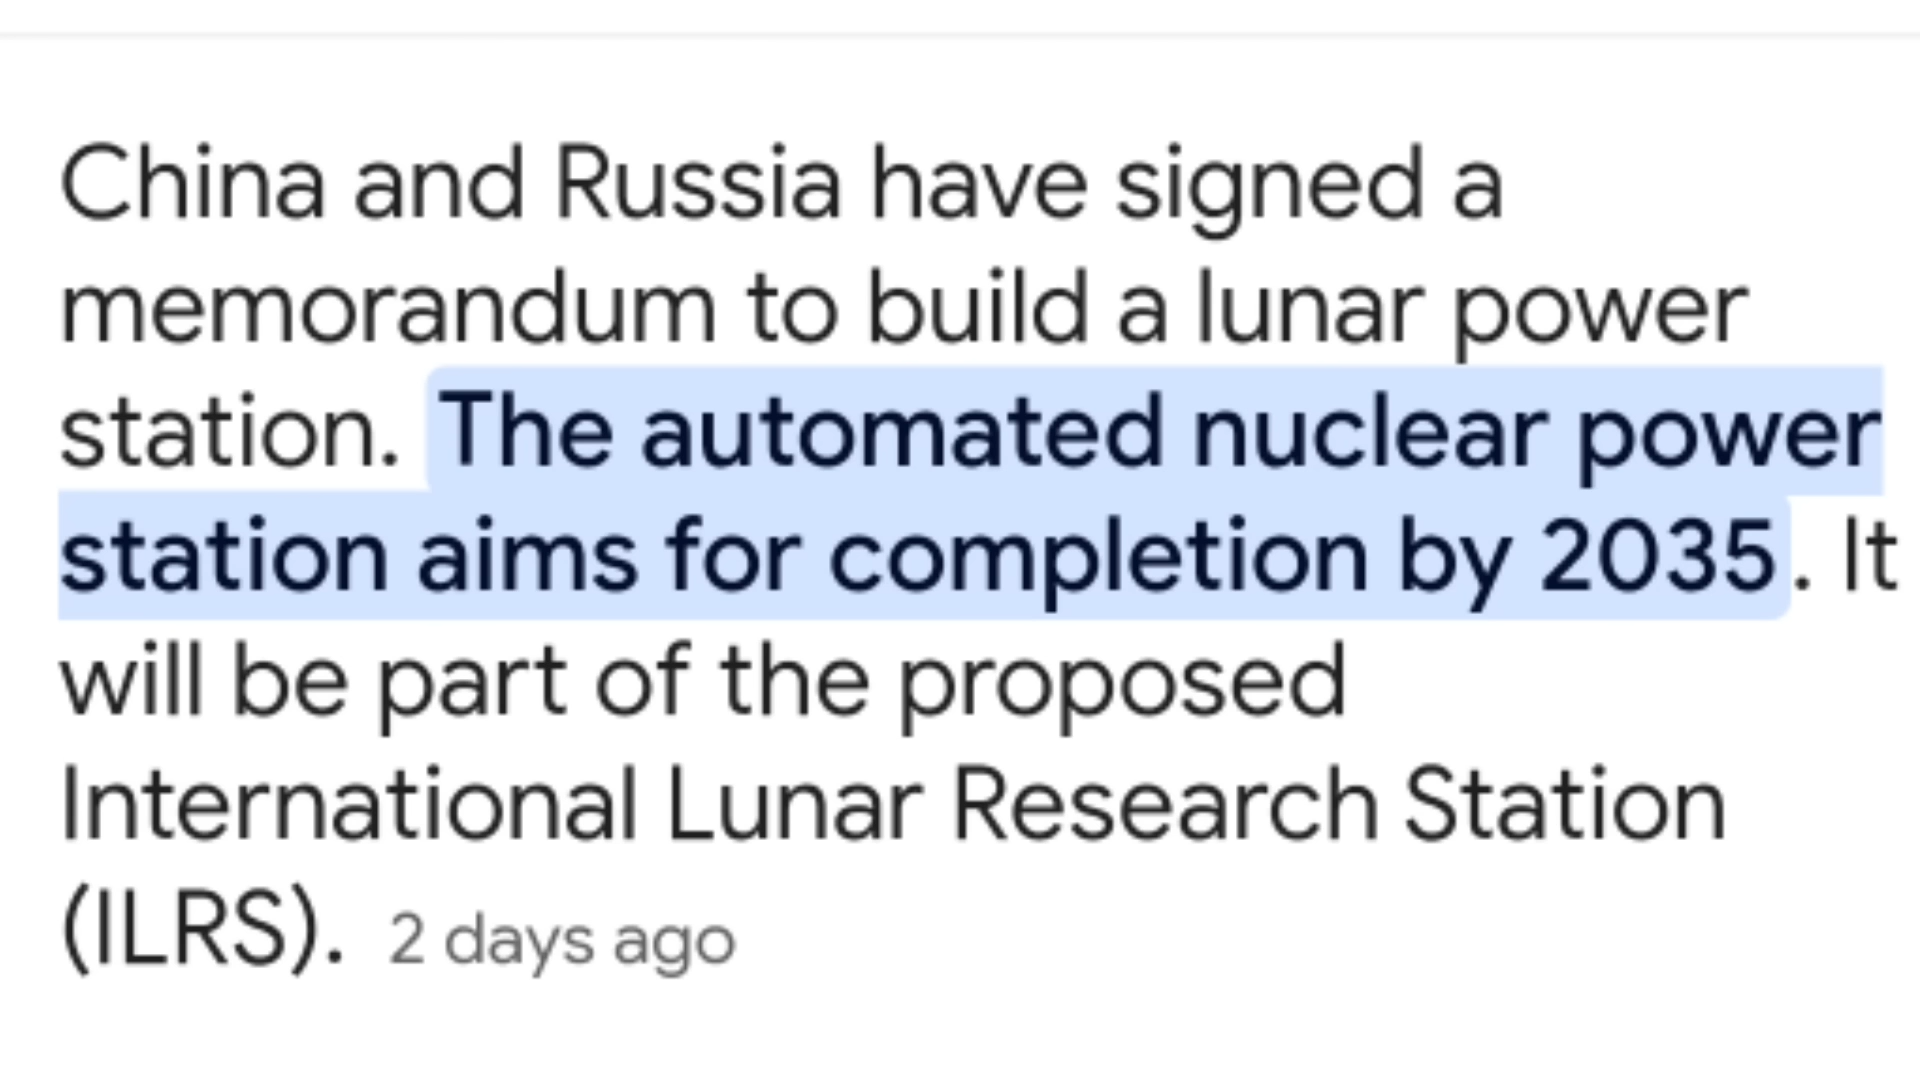 China and Russia have signed a
memorandum to build a lunar power
station. The automated nuclear power
station aims for completion by 2035. It
will be part of the proposed
International Lunar Research Station
(ILRS). 2 days ago